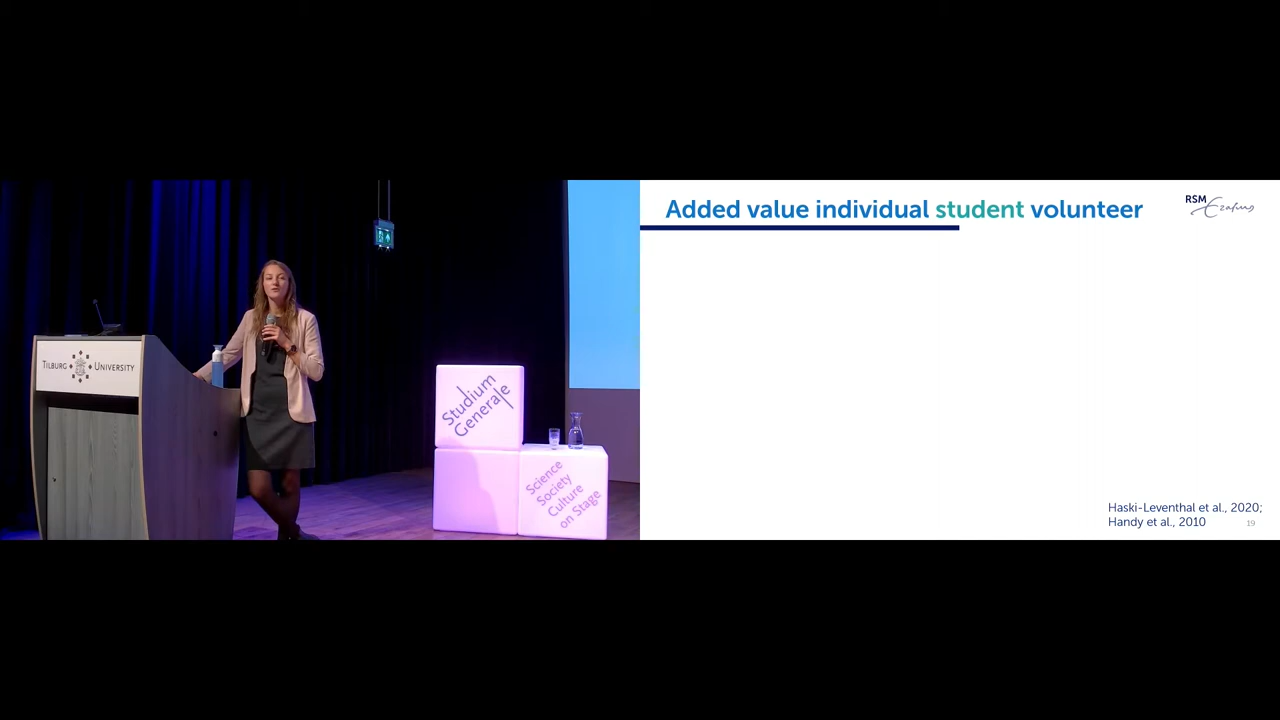 TILBURG UNIVERSITY
Studium
Generale
Science
Society
Culture
on Stage
Added value individual student volunteer
RSM
Erasmus
Haski-Leventhal et al., 2020;
Handy et al., 2010
19